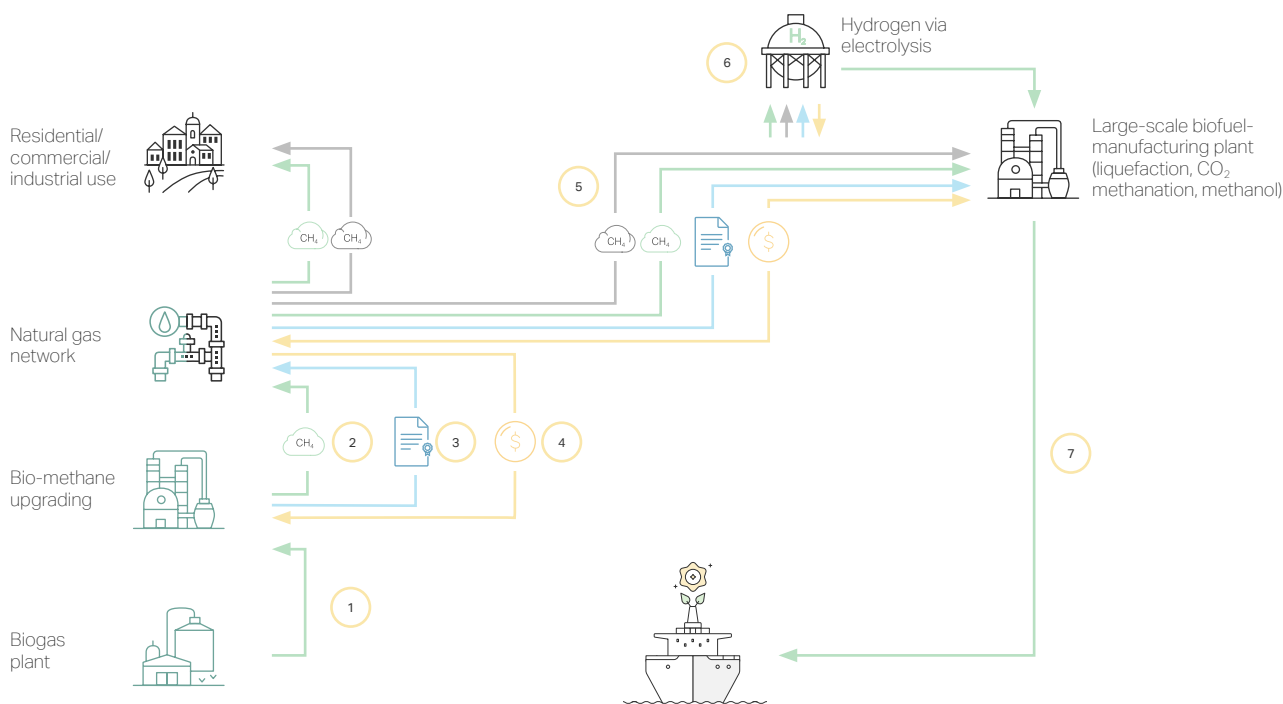 H₂
Hydrogen via
electrolysis
6
Residential/
commercial/
industrial use
Large-scale biofuel-
manufacturing plant
(liquefaction, CO₂
methanation, methanol)
5
CH₄
CH₄
CH₄
CH₄
$
Natural gas
network
CH₄
2
3
$
4
7
Bio-methane
upgrading
1
Biogas
plant